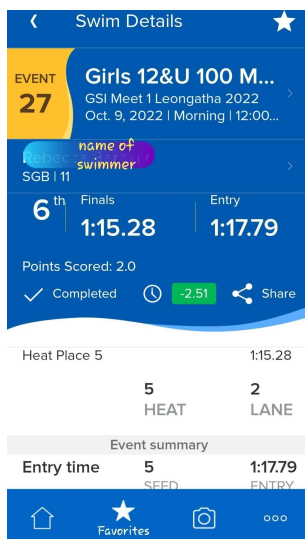 Swim Details
EVENT
27
Girls 12&U 100 M...
GSI Meet 1 Leongatha 2022
Oct. 9, 2022 | Morning | 12:00...
name of
swimmer
SGB | 11
6th
Finals
1:15.28
Entry
1:17.79
Points Scored: 2.0
Completed
-2.51
Share
Heat Place 5 1:15.28
5 2
HEAT LANE
Event summary
Entry time 5 1:17.79
SEED ENTRY
Favorites